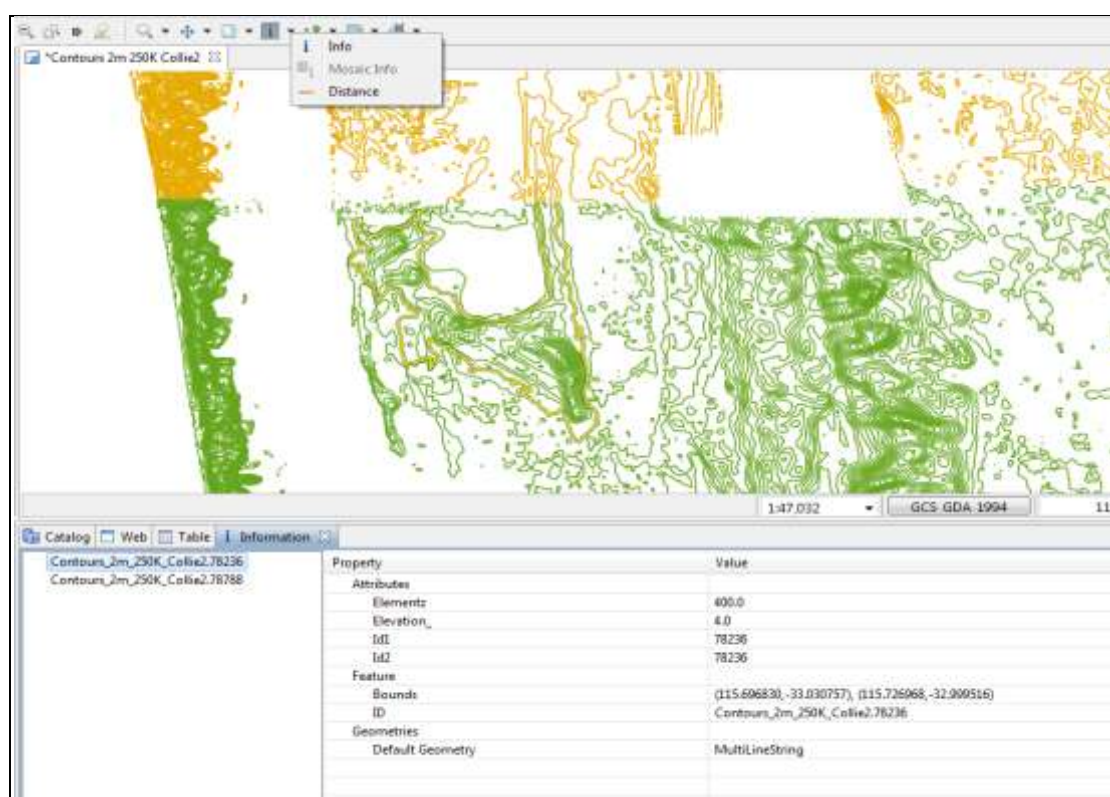 *Contours 2m 250K Collie2
Info
Mosaic Info
Distance
1:47.032
GCS GDA 1994
11
Catalog Web Table Information
Contours_2m_250K_Collie2.78236
Contours_2m_250K_Collie2.78788
Property Value
Attributes
Elements 400.0
Elevation_ 4.0
Id1 78236
Id2 78236
Feature
Bounds (115.696830,-33.030757), (115.726968,-32.999516)
ID Contours_2m_250K_Collie2.78236
Geometries
Default Geometry MultiLineString